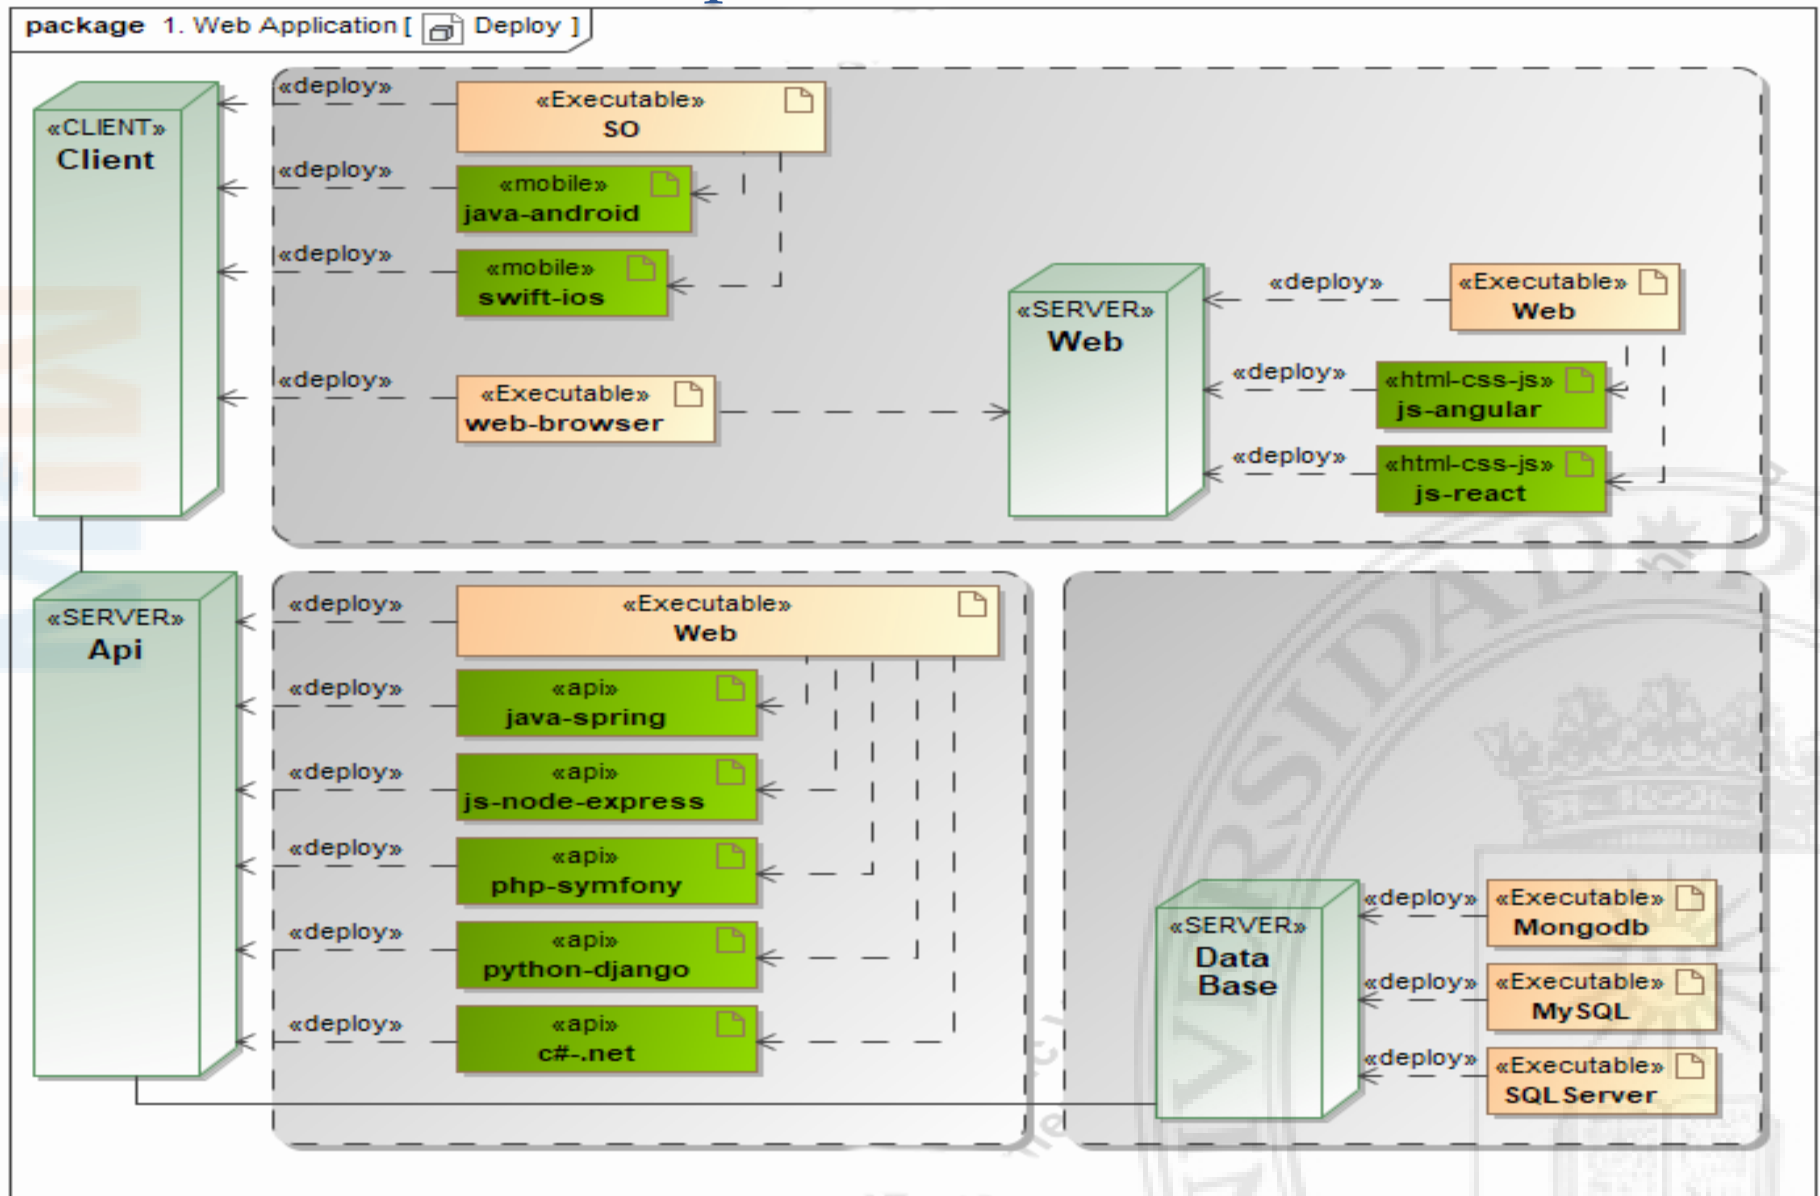 package 1. Web Application [ Deploy ]
«CLIENT»
Client
«deploy»
«Executable»
SO
«deploy»
«mobile»
java-android
«deploy»
«mobile»
swift-ios
«deploy»
«Executable»
web-browser
«SERVER»
Web
«deploy»
«Executable»
Web
«deploy»
«html-css-js»
js-angular
«deploy»
«html-css-js»
js-react
«SERVER»
Api
«deploy»
«Executable»
Web
«deploy»
«api»
java-spring
«deploy»
«api»
js-node-express
«deploy»
«api»
php-symfony
«deploy»
«api»
python-django
«deploy»
«api»
c#-.net
«SERVER»
Data
Base
«deploy»
«Executable»
Mongodb
«deploy»
«Executable»
MySQL
«deploy»
«Executable»
SQLServer